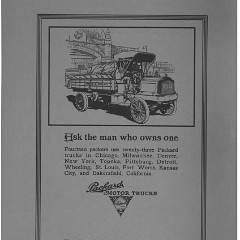 Ask the man who owns one
Fourteen packers use twenty-three Packard
trucks in Chicago, Milwaukee, Denver,
New York, Topeka, Pittsburg, Detroit,
Wheeling, St. Louis, Fort Worth, Kansas
City, and Bakersfield, California.
Packard
MOTOR TRUCKS